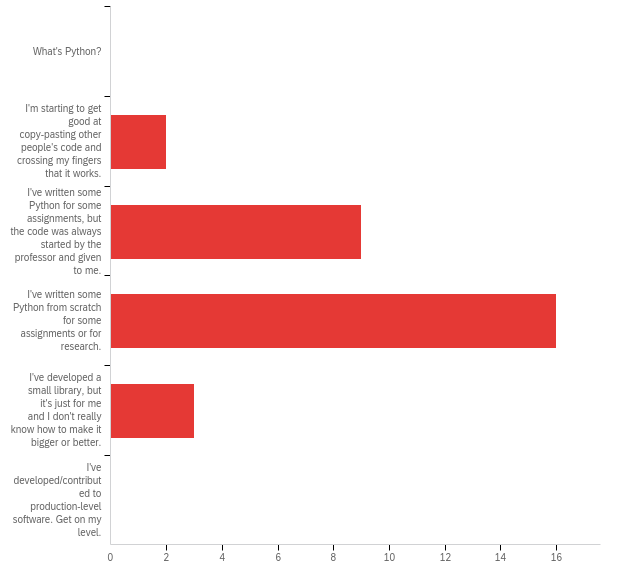 What's Python?
I'm starting to get
good at
copy-pasting other
people's code and
crossing my fingers
that it works.
I've written some
Python for some
assignments, but
the code was always
started by the
professor and given
to me.
I've written some
Python from scratch
for some
assignments or for
research.
I've developed a
small library, but
it's just for me
and I don't really
know how to make it
bigger or better.
I've
developed/contribut
ed to
production-level
software. Get on my
level.
0 2 4 6 8 10 12 14 16